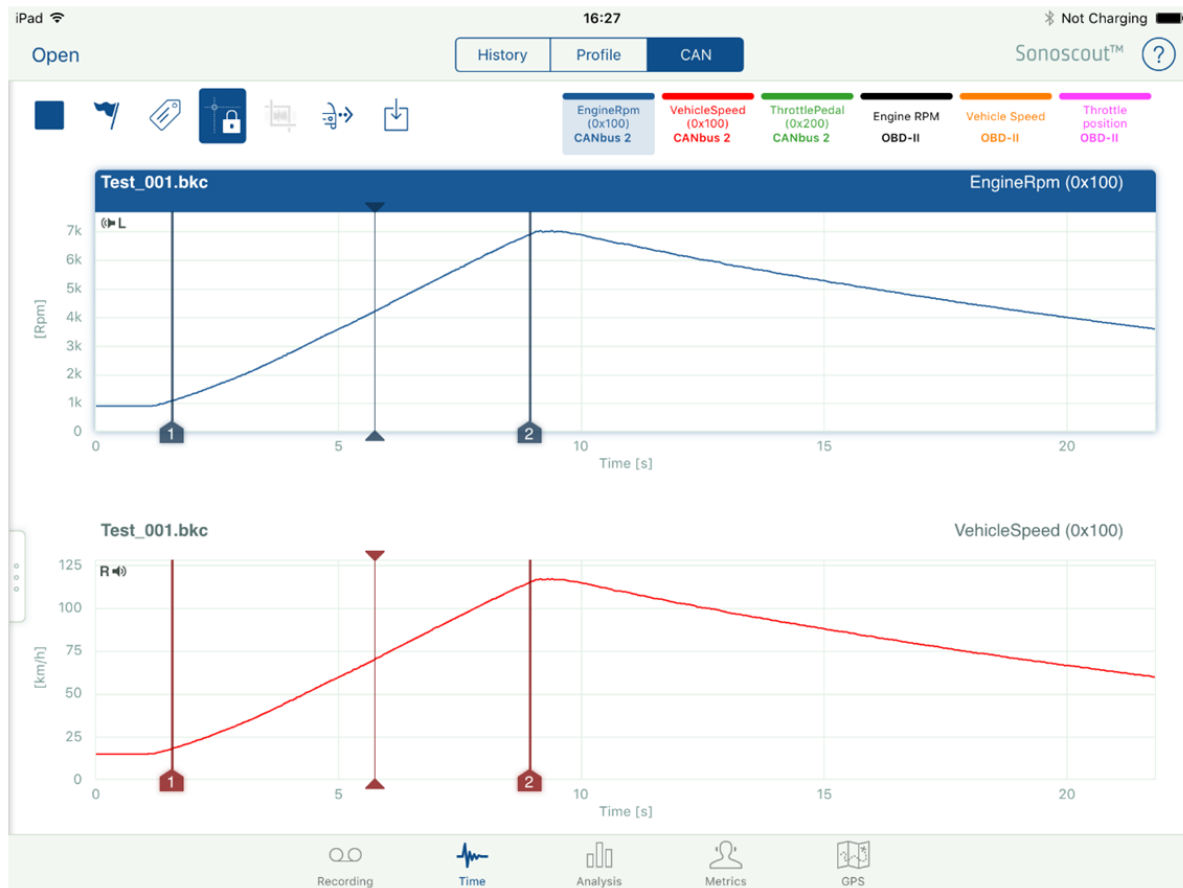 iPad 16:27 Not Charging
Open History Profile CAN Sonoscout™ ?
EngineRpm (0x100) CANbus 2
VehicleSpeed (0x100) CANbus 2
ThrottlePedal (0x200) CANbus 2
Engine RPM OBD-II
Vehicle Speed OBD-II
Throttle position OBD-II
Test_001.bkc EngineRpm (0x100)
L
7k
6k
5k
4k
3k
2k
1k
0
[Rpm]
1 2
0 5 10 15 20
Time [s]
Test_001.bkc VehicleSpeed (0x100)
R
125
100
75
50
25
0
[km/h]
1 2
0 5 10 15 20
Time [s]
Recording Time Analysis Metrics GPS